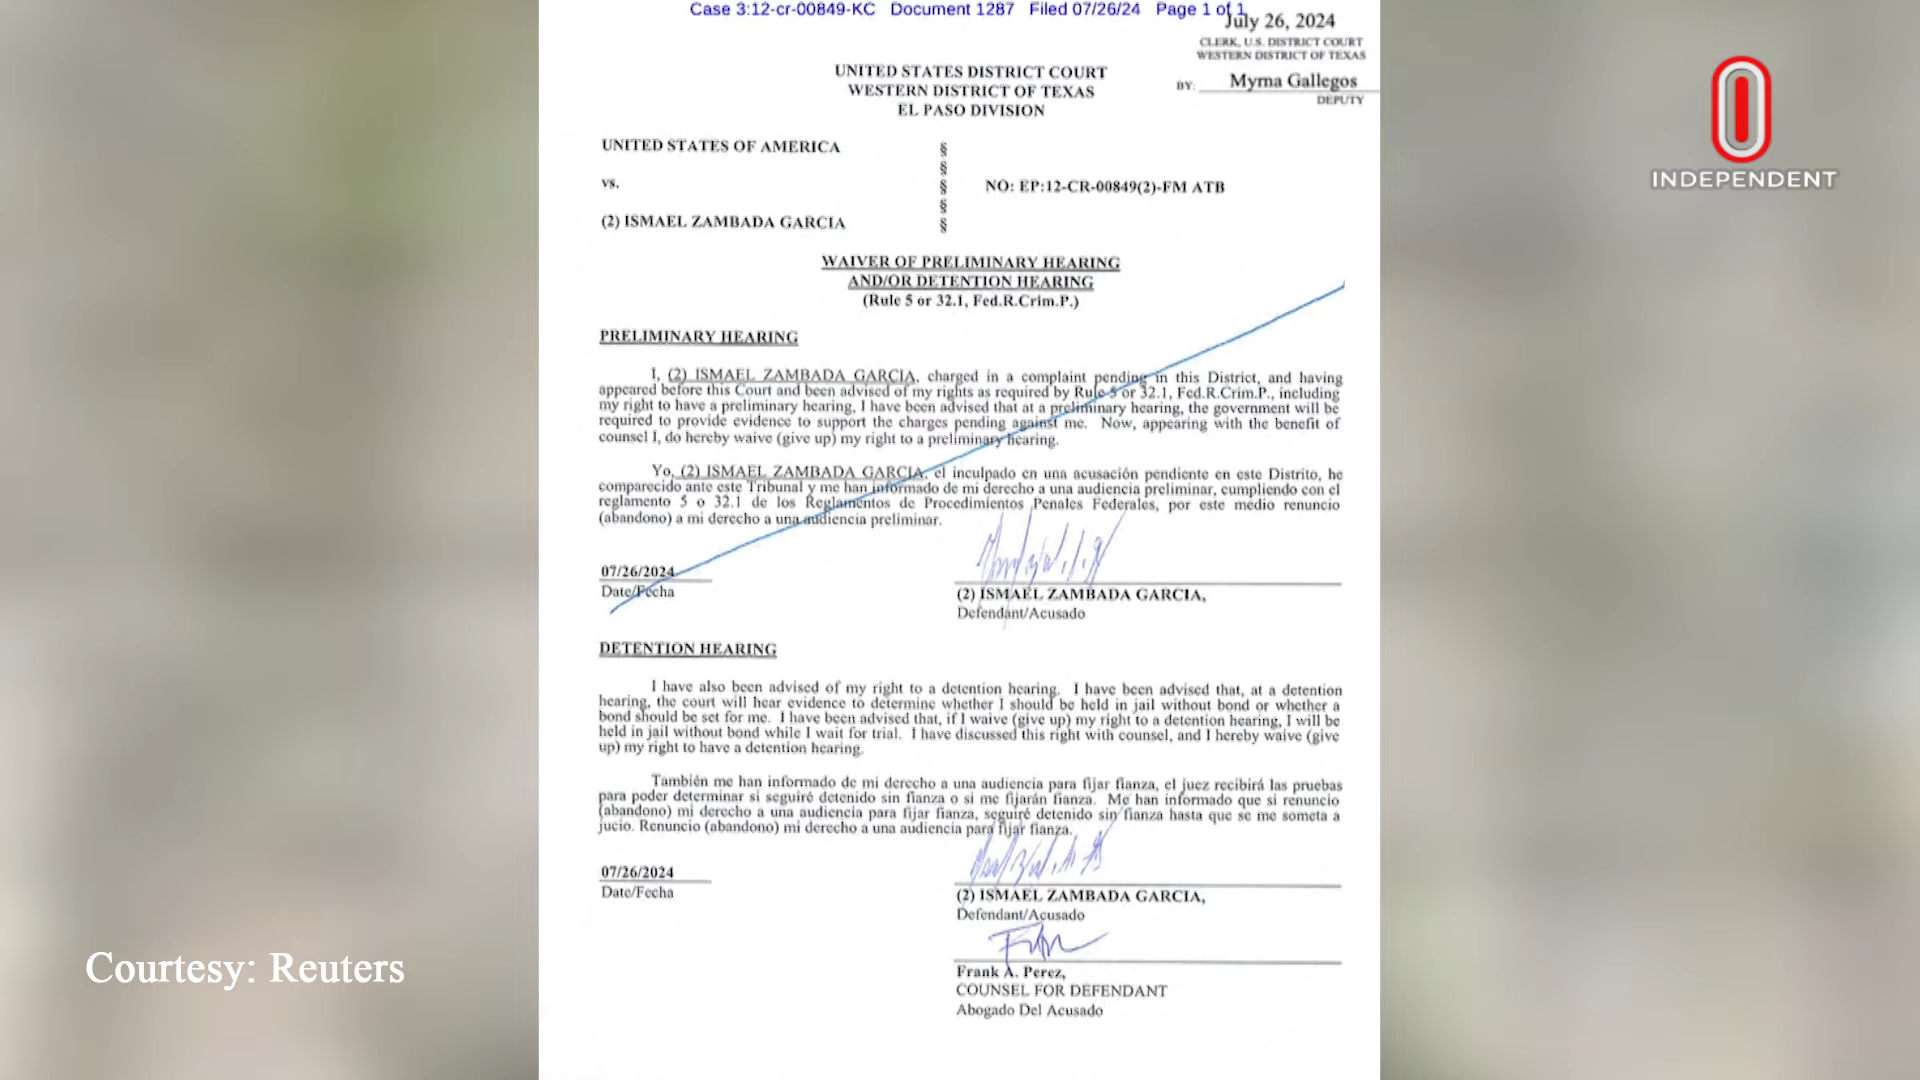 Case 3:12-cr-00849-KC Document 1287 Filed 07/26/24 Page 1 of 1
July 26, 2024
CLERK, U.S. DISTRICT COURT
WESTERN DISTRICT OF TEXAS
BY: Myrna Gallegos
DEPUTY
UNITED STATES DISTRICT COURT
WESTERN DISTRICT OF TEXAS
EL PASO DIVISION
UNITED STATES OF AMERICA §
§
vs. § NO: EP:12-CR-00849(2)-FM ATB
§
(2) ISMAEL ZAMBADA GARCIA §
WAIVER OF PRELIMINARY HEARING
AND/OR DETENTION HEARING
(Rule 5 or 32.1, Fed.R.Crim.P.)
PRELIMINARY HEARING
I, (2) ISMAEL ZAMBADA GARCIA, charged in a complaint pending in this District, and having
appeared before this Court and been advised of my rights as required by Rule 5 or 32.1, Fed.R.Crim.P., including
my right to have a preliminary hearing, I have been advised that at a preliminary hearing, the government will be
required to provide evidence to support the charges pending against me. Now, appearing with the benefit of
counsel I, do hereby waive (give up) my right to a preliminary hearing.
Yo, (2) ISMAEL ZAMBADA GARCIA, el inculpado en una acusación pendiente en este Distrito, he
comparecido ante este Tribunal y me han informado de mi derecho a una audiencia preliminar, cumpliendo con el
reglamento 5 o 32.1 de los Reglamentos de Procedimientos Penales Federales, por este medio renuncio
(abandono) a mi derecho a una audiencia preliminar.
07/26/2024
Date/Fecha
(2) ISMAEL ZAMBADA GARCIA,
Defendant/Acusado
DETENTION HEARING
I have also been advised of my right to a detention hearing. I have been advised that, at a detention
hearing, the court will hear evidence to determine whether I should be held in jail without bond or whether a
bond should be set for me. I have been advised that, if I waive (give up) my right to a detention hearing, I will be
held in jail without bond while I wait for trial. I have discussed this right with counsel, and I hereby waive (give
up) my right to have a detention hearing.
También me han informado de mi derecho a una audiencia para fijar fianza, el juez recibirá las pruebas
para poder determinar si seguiré detenido sin fianza o si me fijarán fianza. Me han informado que si renuncio
(abandono) mi derecho a una audiencia para fijar fianza, seguiré detenido sin fianza hasta que se me someta a
jucio. Renuncio (abandono) mi derecho a una audiencia para fijar fianza.
07/26/2024
Date/Fecha
(2) ISMAEL ZAMBADA GARCIA,
Defendant/Acusado
Frank A. Perez,
COUNSEL FOR DEFENDANT
Abogado Del Acusado
INDEPENDENT
Courtesy: Reuters